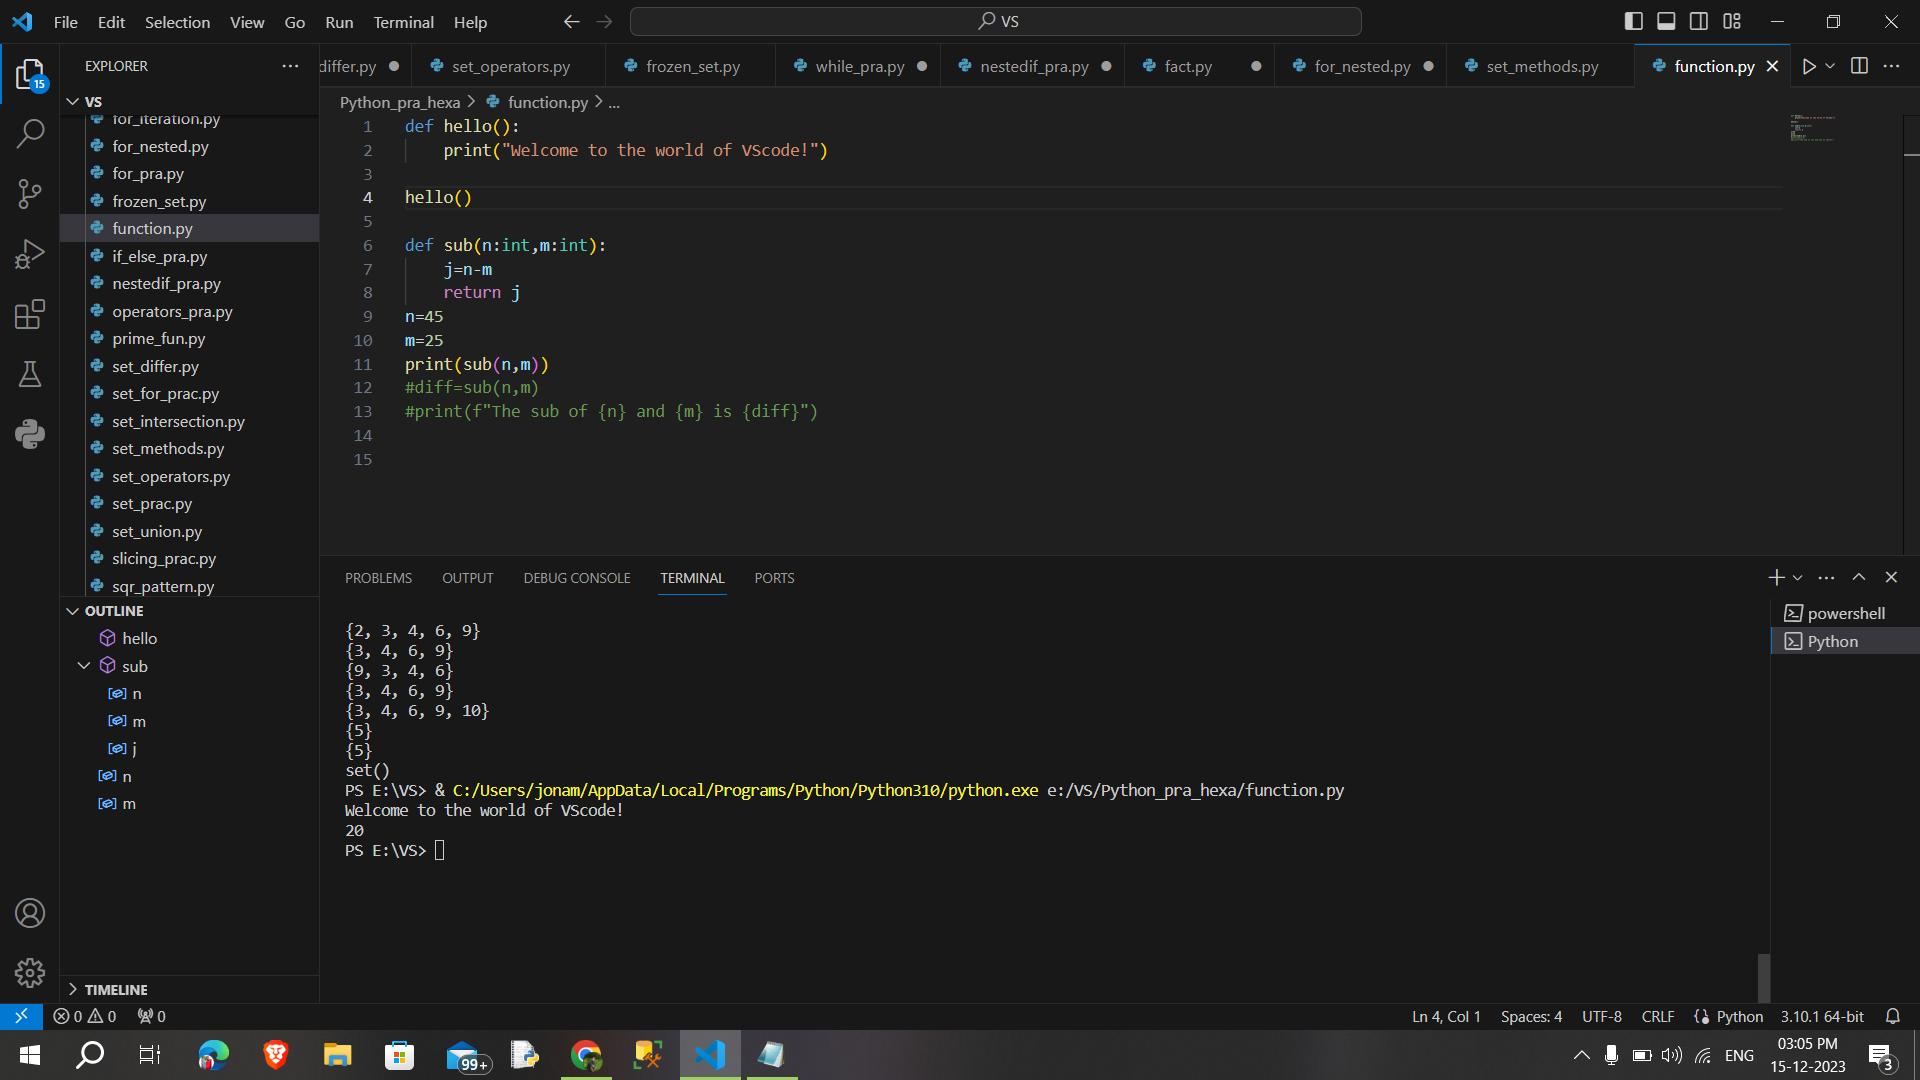 File Edit Selection View Go Run Terminal Help
VS
EXPLORER
15
VS
for_iteration.py
for_nested.py
for_pra.py
frozen_set.py
function.py
if_else_pra.py
nestedif_pra.py
operators_pra.py
prime_fun.py
set_differ.py
set_for_prac.py
set_intersection.py
set_methods.py
set_operators.py
set_prac.py
set_union.py
slicing_prac.py
sqr_pattern.py
OUTLINE
hello
sub
n
m
j
n
m
TIMELINE
differ.py set_operators.py frozen_set.py while_pra.py nestedif_pra.py fact.py for_nested.py set_methods.py function.py
Python_pra_hexa > function.py > ...
1 def hello():
2 print("Welcome to the world of VScode!")
3
4 hello()
5
6 def sub(n:int,m:int):
7 j=n-m
8 return j
9 n=45
10 m=25
11 print(sub(n,m))
12 #diff=sub(n,m)
13 #print(f"The sub of {n} and {m} is {diff}")
14
15
PROBLEMS OUTPUT DEBUG CONSOLE TERMINAL PORTS
{2, 3, 4, 6, 9}
{3, 4, 6, 9}
{9, 3, 4, 6}
{3, 4, 6, 9}
{3, 4, 6, 9, 10}
{5}
{5}
set()
PS E:\VS> & C:/Users/jonam/AppData/Local/Programs/Python/Python310/python.exe e:/VS/Python_pra_hexa/function.py
Welcome to the world of VScode!
20
PS E:\VS>
powershell
Python
0 0 0
Ln 4, Col 1 Spaces: 4 UTF-8 CRLF Python 3.10.1 64-bit
99+
ENG
03:05 PM
15-12-2023
3